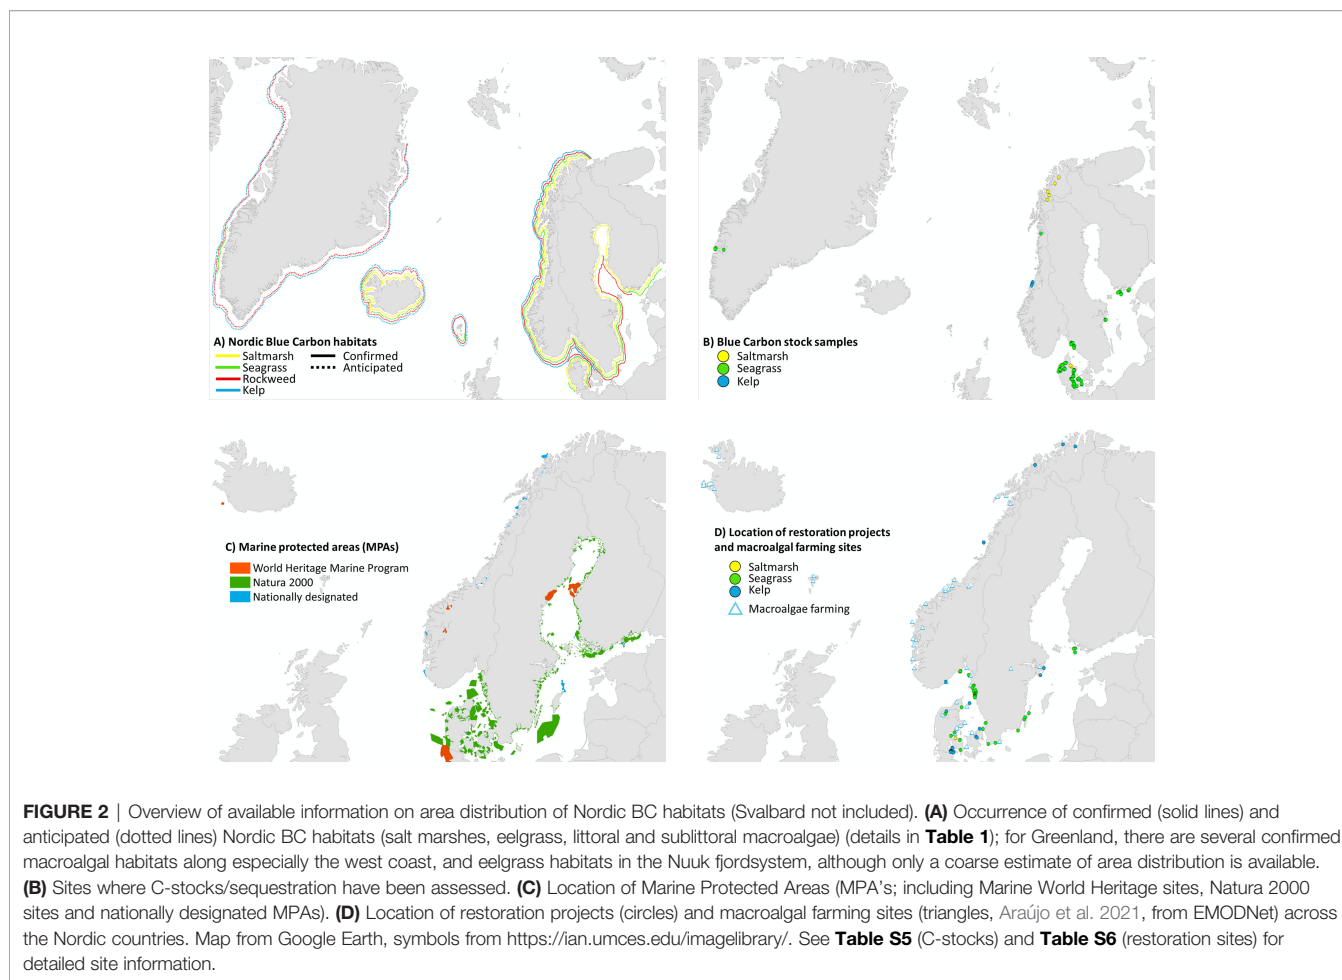 A) Nordic Blue Carbon habitats
Saltmarsh
Seagrass
Rockweed
Kelp
Confirmed
Anticipated
B) Blue Carbon stock samples
Saltmarsh
Seagrass
Kelp
C) Marine protected areas (MPAs)
World Heritage Marine Program
Natura 2000
Nationally designated
D) Location of restoration projects
and macroalgal farming sites
Saltmarsh
Seagrass
Kelp
Macroalgae farming
FIGURE 2 | Overview of available information on area distribution of Nordic BC habitats (Svalbard not included). (A) Occurrence of confirmed (solid lines) and
anticipated (dotted lines) Nordic BC habitats (salt marshes, eelgrass, littoral and sublittoral macroalgae) (details in Table 1); for Greenland, there are several confirmed
macroalgal habitats along especially the west coast, and eelgrass habitats in the Nuuk fjordsystem, although only a coarse estimate of area distribution is available.
(B) Sites where C-stocks/sequestration have been assessed. (C) Location of Marine Protected Areas (MPA's; including Marine World Heritage sites, Natura 2000
sites and nationally designated MPAs). (D) Location of restoration projects (circles) and macroalgal farming sites (triangles, Araújo et al. 2021, from EMODNet) across
the Nordic countries. Map from Google Earth, symbols from https://ian.umces.edu/imagelibrary/. See Table S5 (C-stocks) and Table S6 (restoration sites) for
detailed site information.